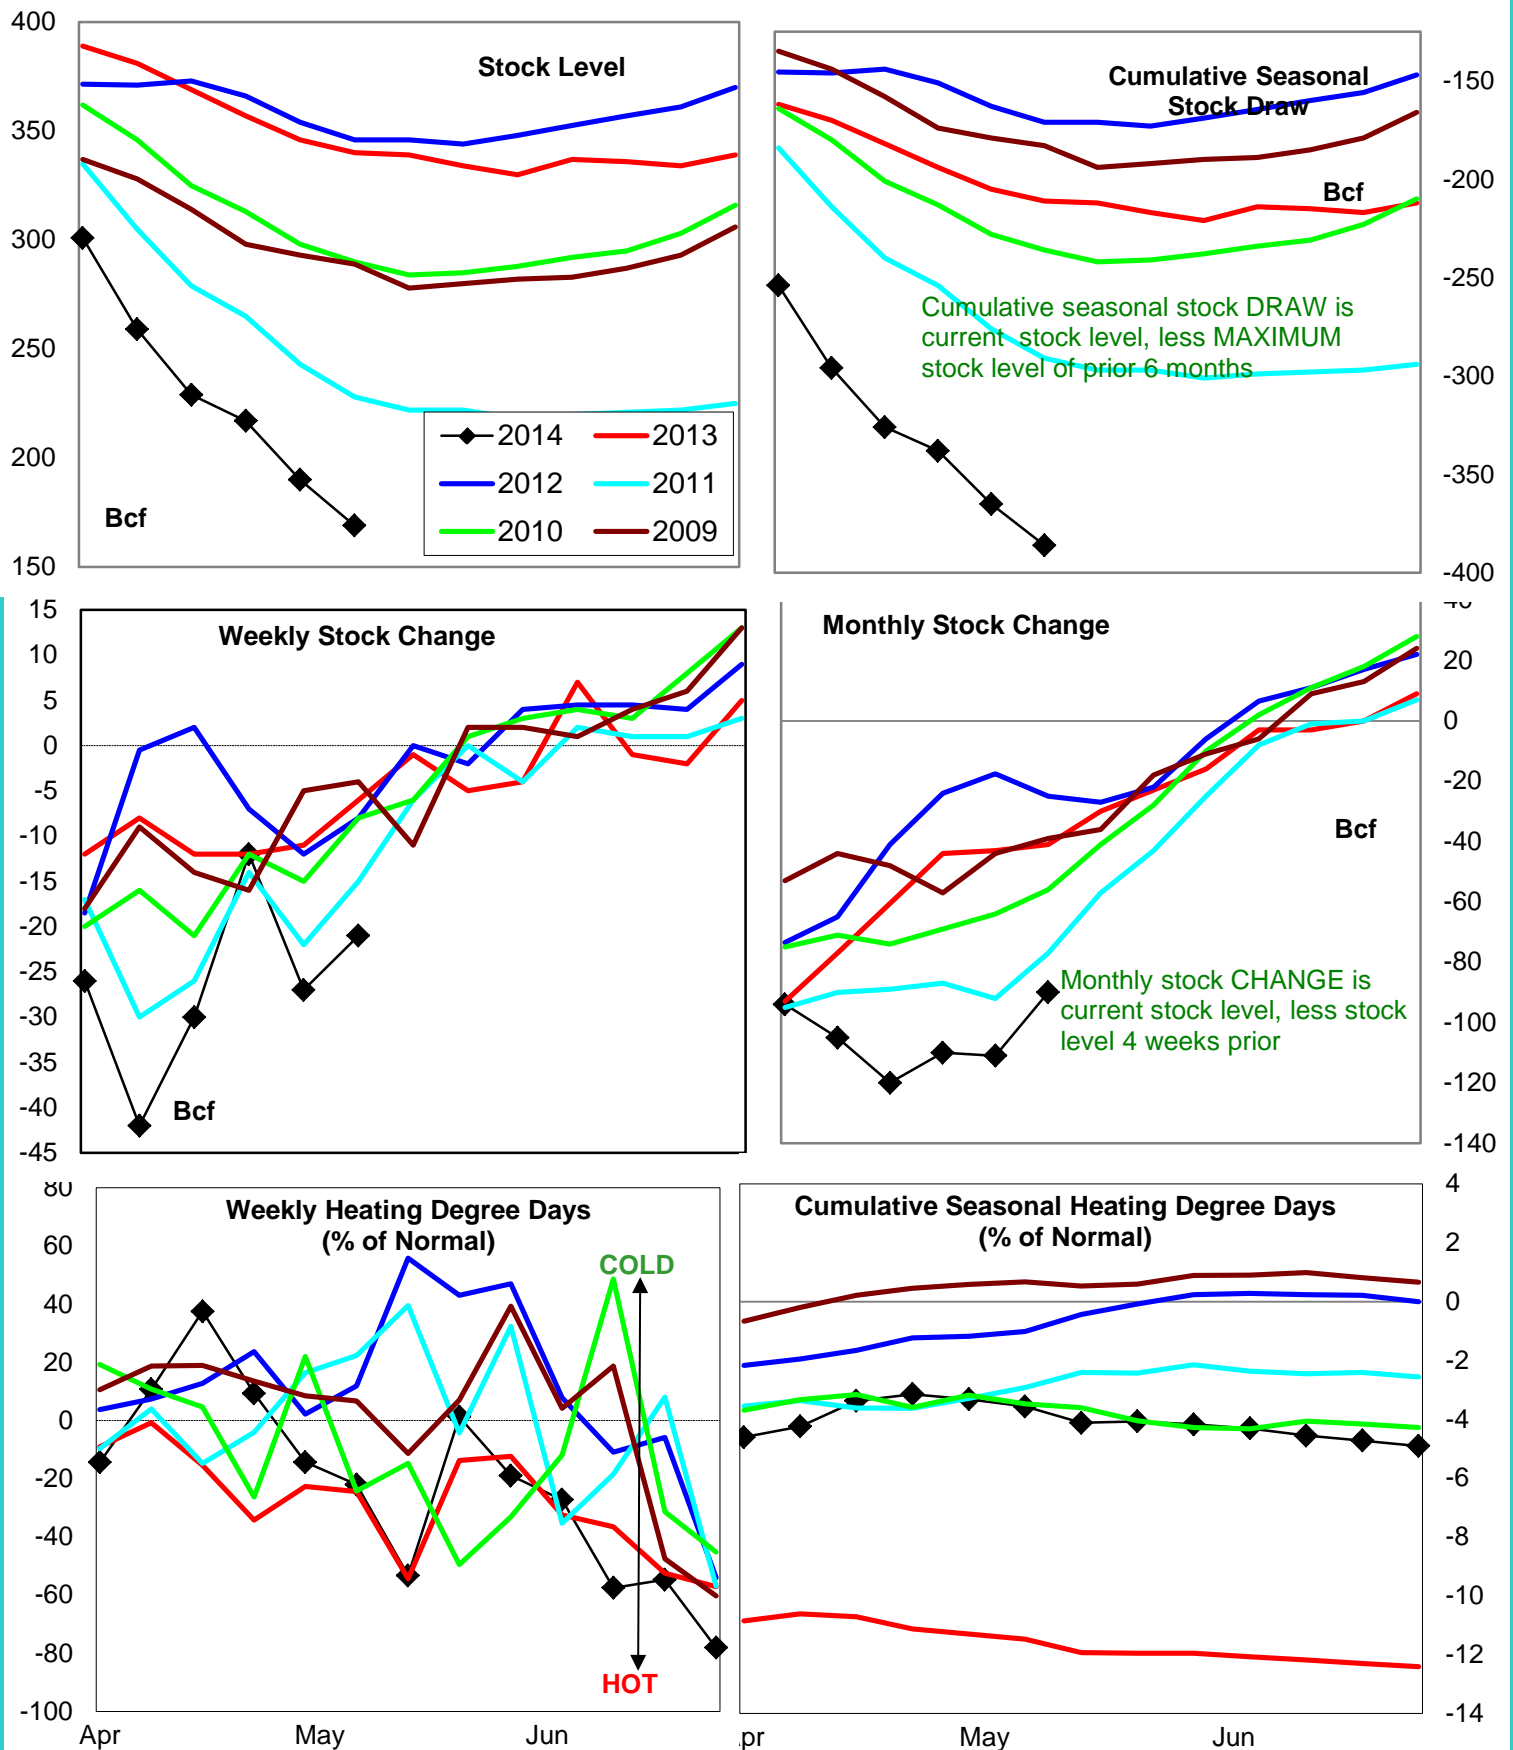 400
350
300
250
200
150
Stock Level
Bcf
2014
2013
2012
2011
2010
2009
Cumulative Seasonal
Stock Draw
Bcf
Cumulative seasonal stock DRAW is
current stock level, less MAXIMUM
stock level of prior 6 months
-150
-200
-250
-300
-350
-400
15
10
5
0
-5
-10
-15
-20
-25
-30
-35
-40
-45
Weekly Stock Change
Bcf
Monthly Stock Change
Bcf
Monthly stock CHANGE is
current stock level, less stock
level 4 weeks prior
40
20
0
-20
-40
-60
-80
-100
-120
-140
80
60
40
20
0
-20
-40
-60
-80
-100
Weekly Heating Degree Days
(% of Normal)
COLD
HOT
Apr
May
Jun
Cumulative Seasonal Heating Degree Days
(% of Normal)
4
2
0
-2
-4
-6
-8
-10
-12
-14
pr
May
Jun